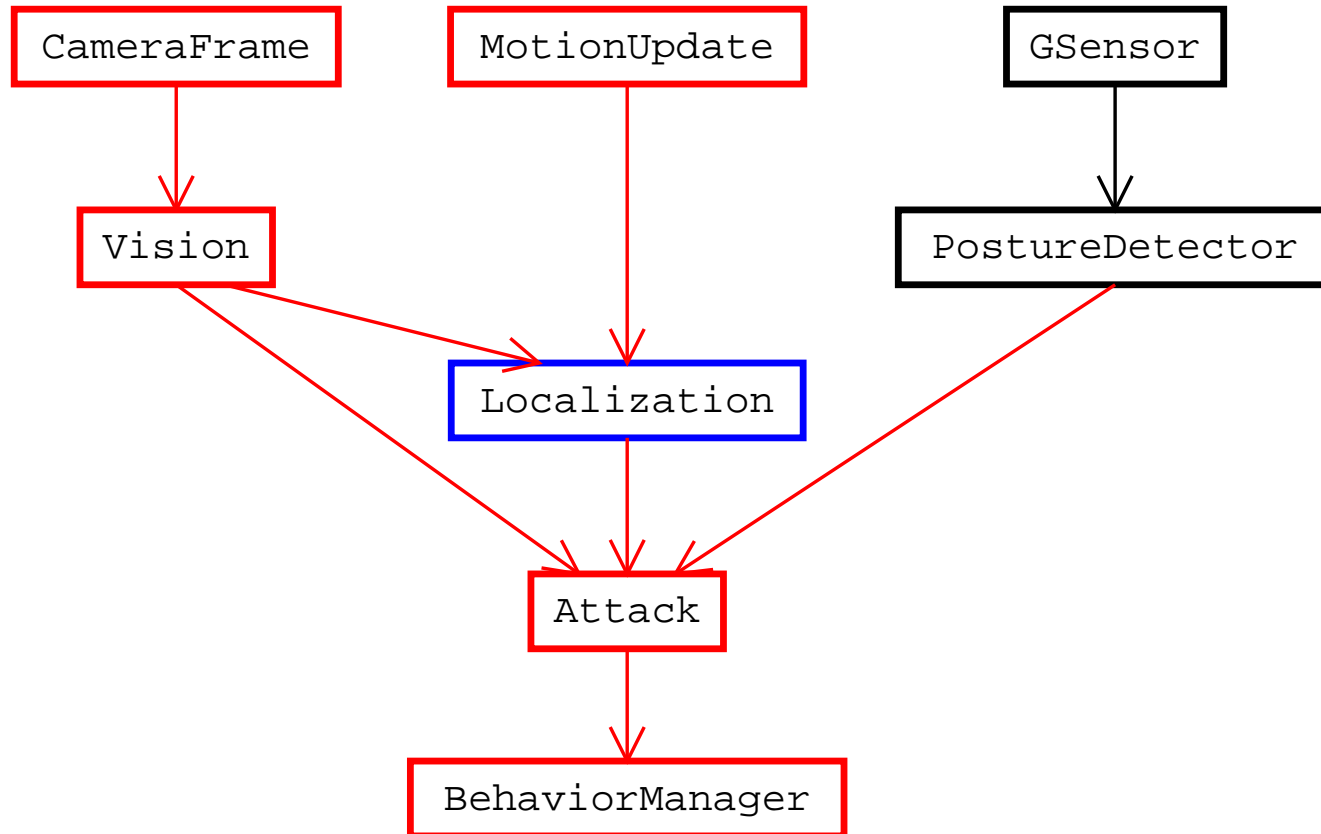 CameraFrame
MotionUpdate
GSensor
Vision
PostureDetector
Localization
Attack
BehaviorManager